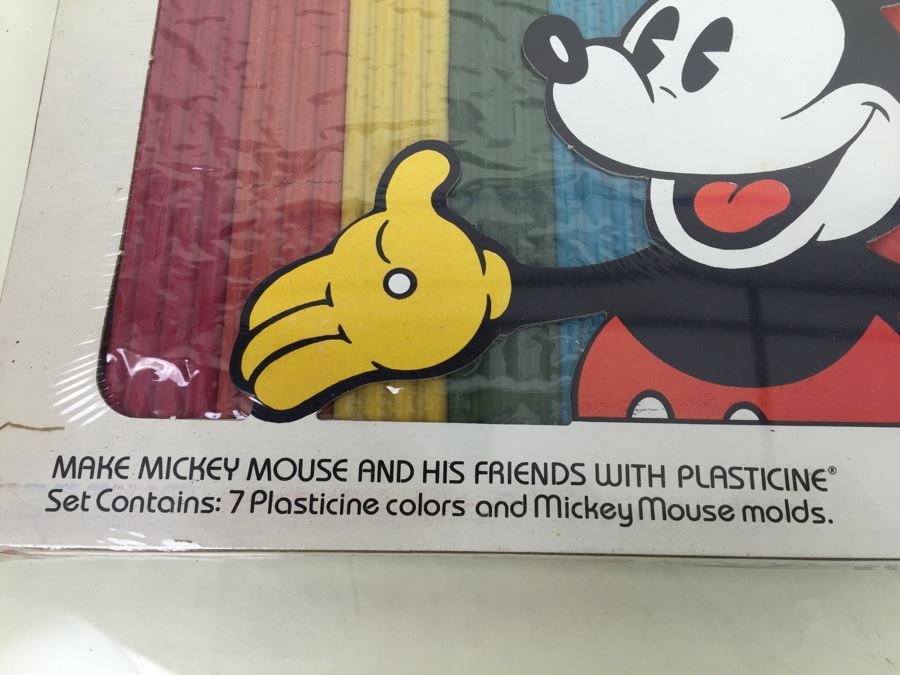 MAKE MICKEY MOUSE AND HIS FRIENDS WITH PLASTICINE®
Set Contains: 7 Plasticine colors and Mickey Mouse molds.